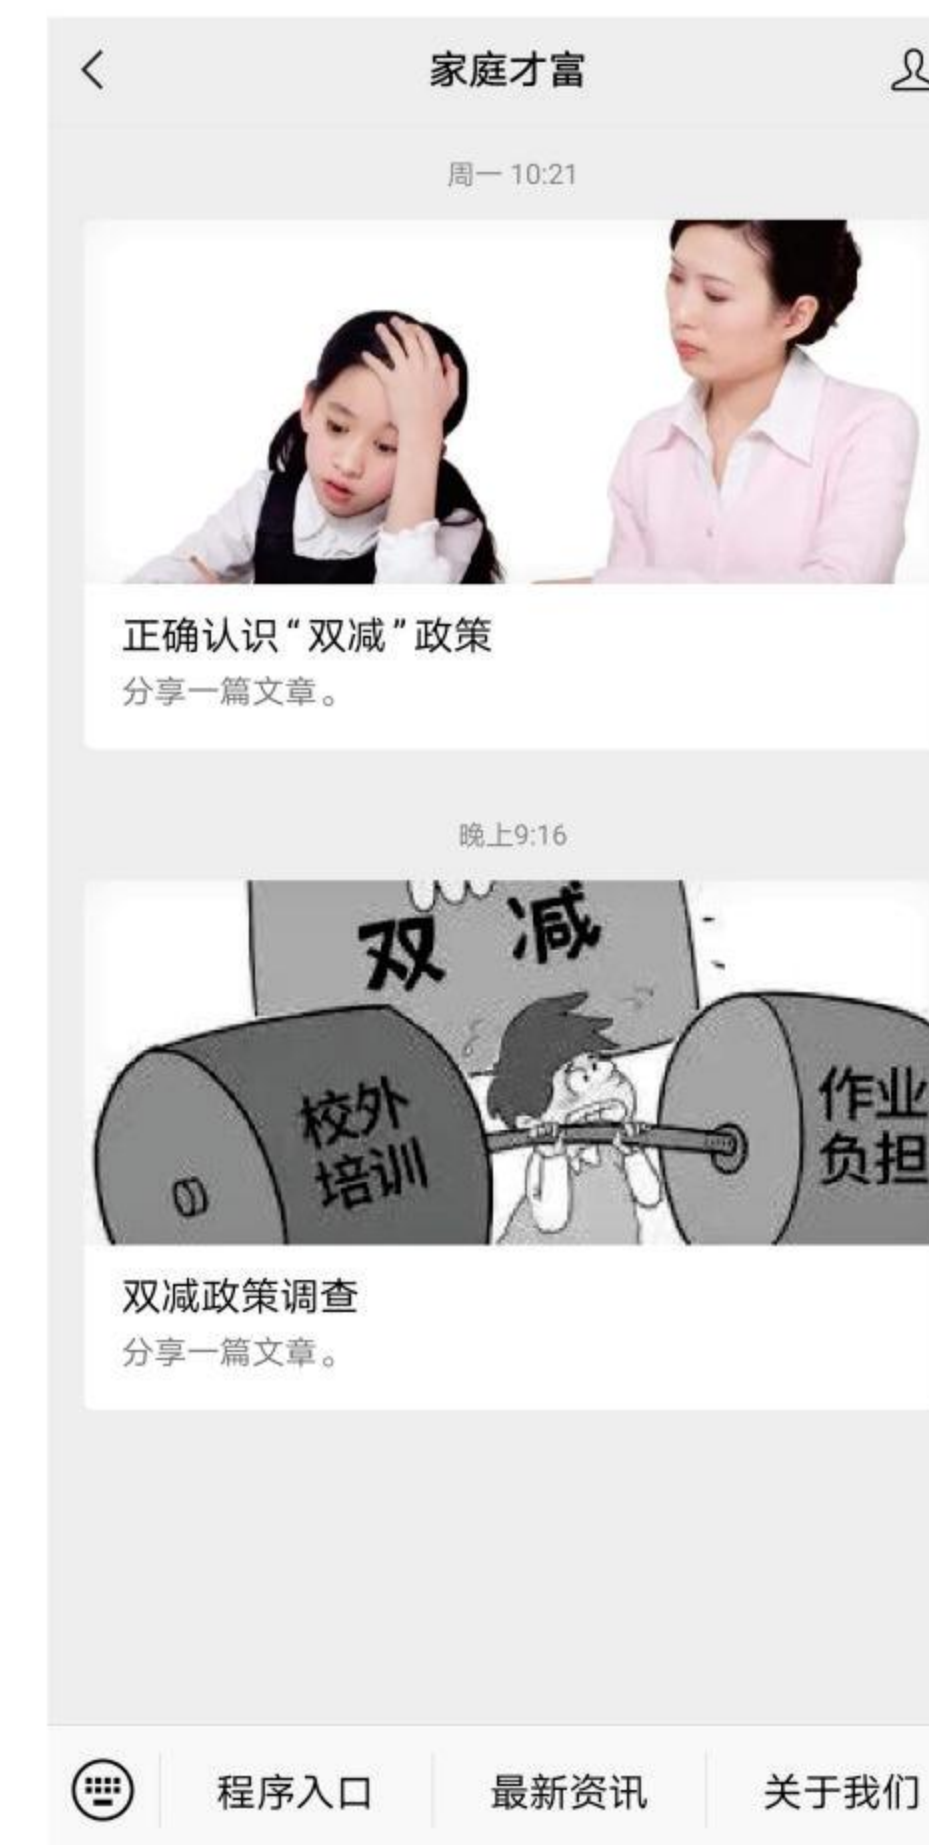 家庭才富
周一 10:21
正确认识“双减”政策
分享一篇文章。
晚上9:16
双减
校外
培训
作业
负担
双减政策调查
分享一篇文章。
程序入口
最新资讯
关于我们